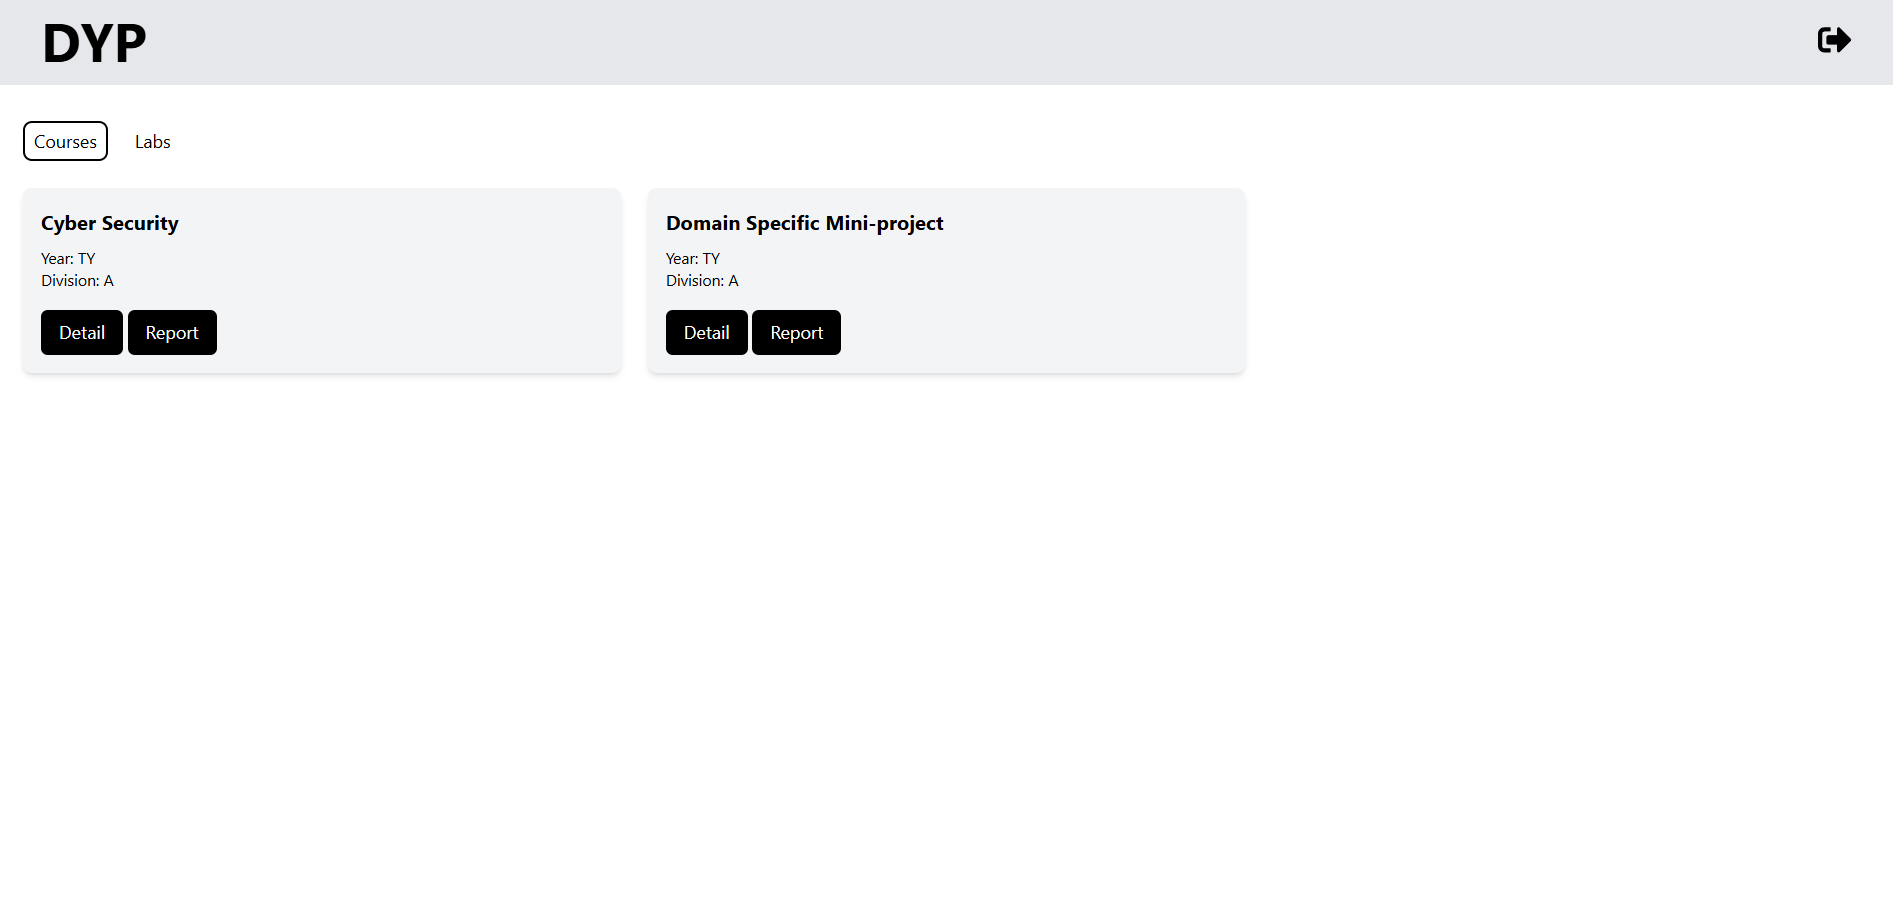 DYP
Courses Labs
Cyber Security
Year: TY
Division: A
Detail Report
Domain Specific Mini-project
Year: TY
Division: A
Detail Report